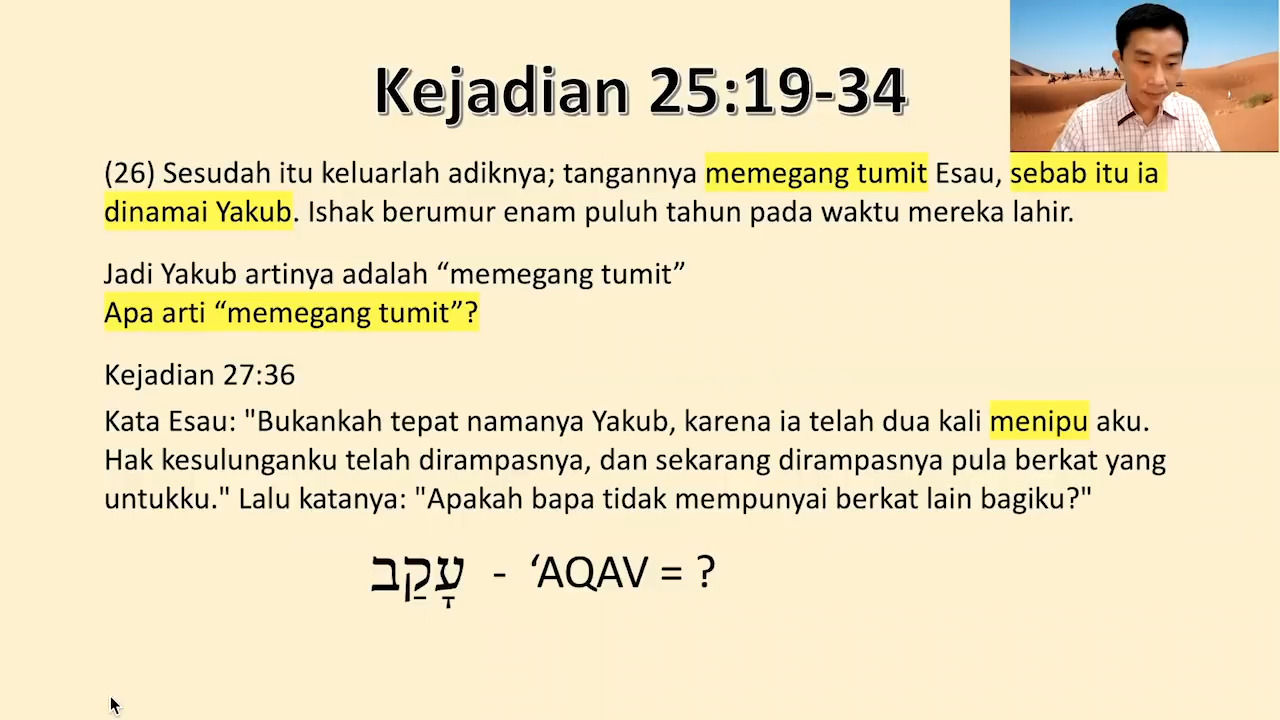 Kejadian 25:19-34
(26) Sesudah itu keluarlah adiknya; tangannya memegang tumit Esau, sebab itu ia
dinamai Yakub. Ishak berumur enam puluh tahun pada waktu mereka lahir.
Jadi Yakub artinya adalah “memegang tumit”
Apa arti “memegang tumit”?
Kejadian 27:36
Kata Esau: "Bukankah tepat namanya Yakub, karena ia telah dua kali menipu aku.
Hak kesulunganku telah dirampasnya, dan sekarang dirampasnya pula berkat yang
untukku." Lalu katanya: "Apakah bapa tidak mempunyai berkat lain bagiku?"
עָקַב - ‘AQAV = ?